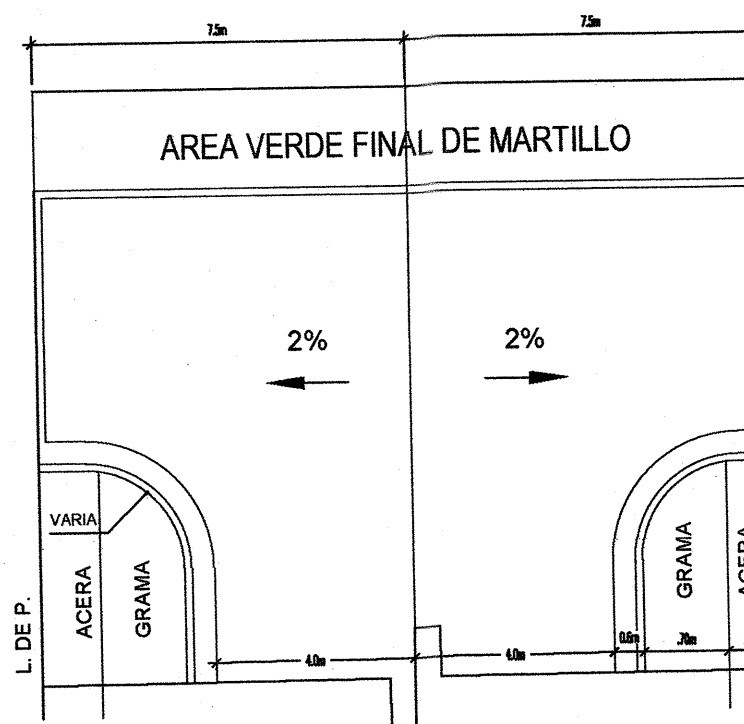 7.5m
7.5m
AREA VERDE FINAL DE MARTILLO
2%
2%
VARIA
ACERA
GRAMA
L. DE P.
4.0m
4.0m
0.6m
.70m
GRAMA
ACERA